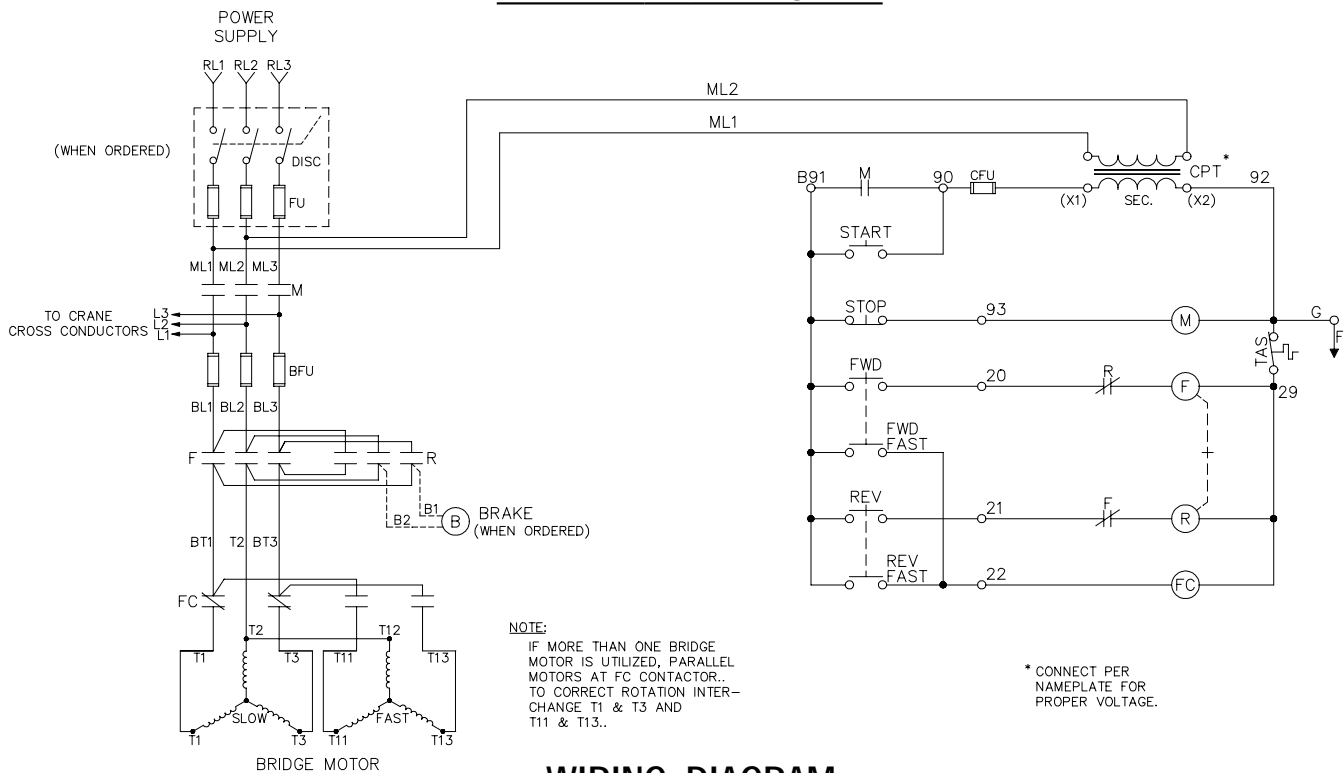 POWER
SUPPLY
RL1 RL2 RL3
(WHEN ORDERED)
DISC
FU
ML2
ML1
ML1 ML2 ML3
M
TO CRANE
CROSS CONDUCTORS
L3
L2
L1
BFU
BL1 BL2 BL3
F
R
B1
B2
B
BRAKE
(WHEN ORDERED)
BT1 T2 BT3
FC
T2
T12
T1
T3
T11
T13
SLOW
FAST
T1
T3
T11
T13
BRIDGE MOTOR
NOTE:
IF MORE THAN ONE BRIDGE
MOTOR IS UTILIZED, PARALLEL
MOTORS AT FC CONTACTOR..
TO CORRECT ROTATION INTER-
CHANGE T1 & T3 AND
T11 & T13..
CPT*
B91
M
90
CFU
(X1)
SEC.
(X2)
92
START
STOP
93
M
G
F
TAS
FWD
20
R
F
29
FWD
FAST
REV
21
F
R
REV
FAST
22
FC
* CONNECT PER
NAMEPLATE FOR
PROPER VOLTAGE.
WIRING DIAGRAM